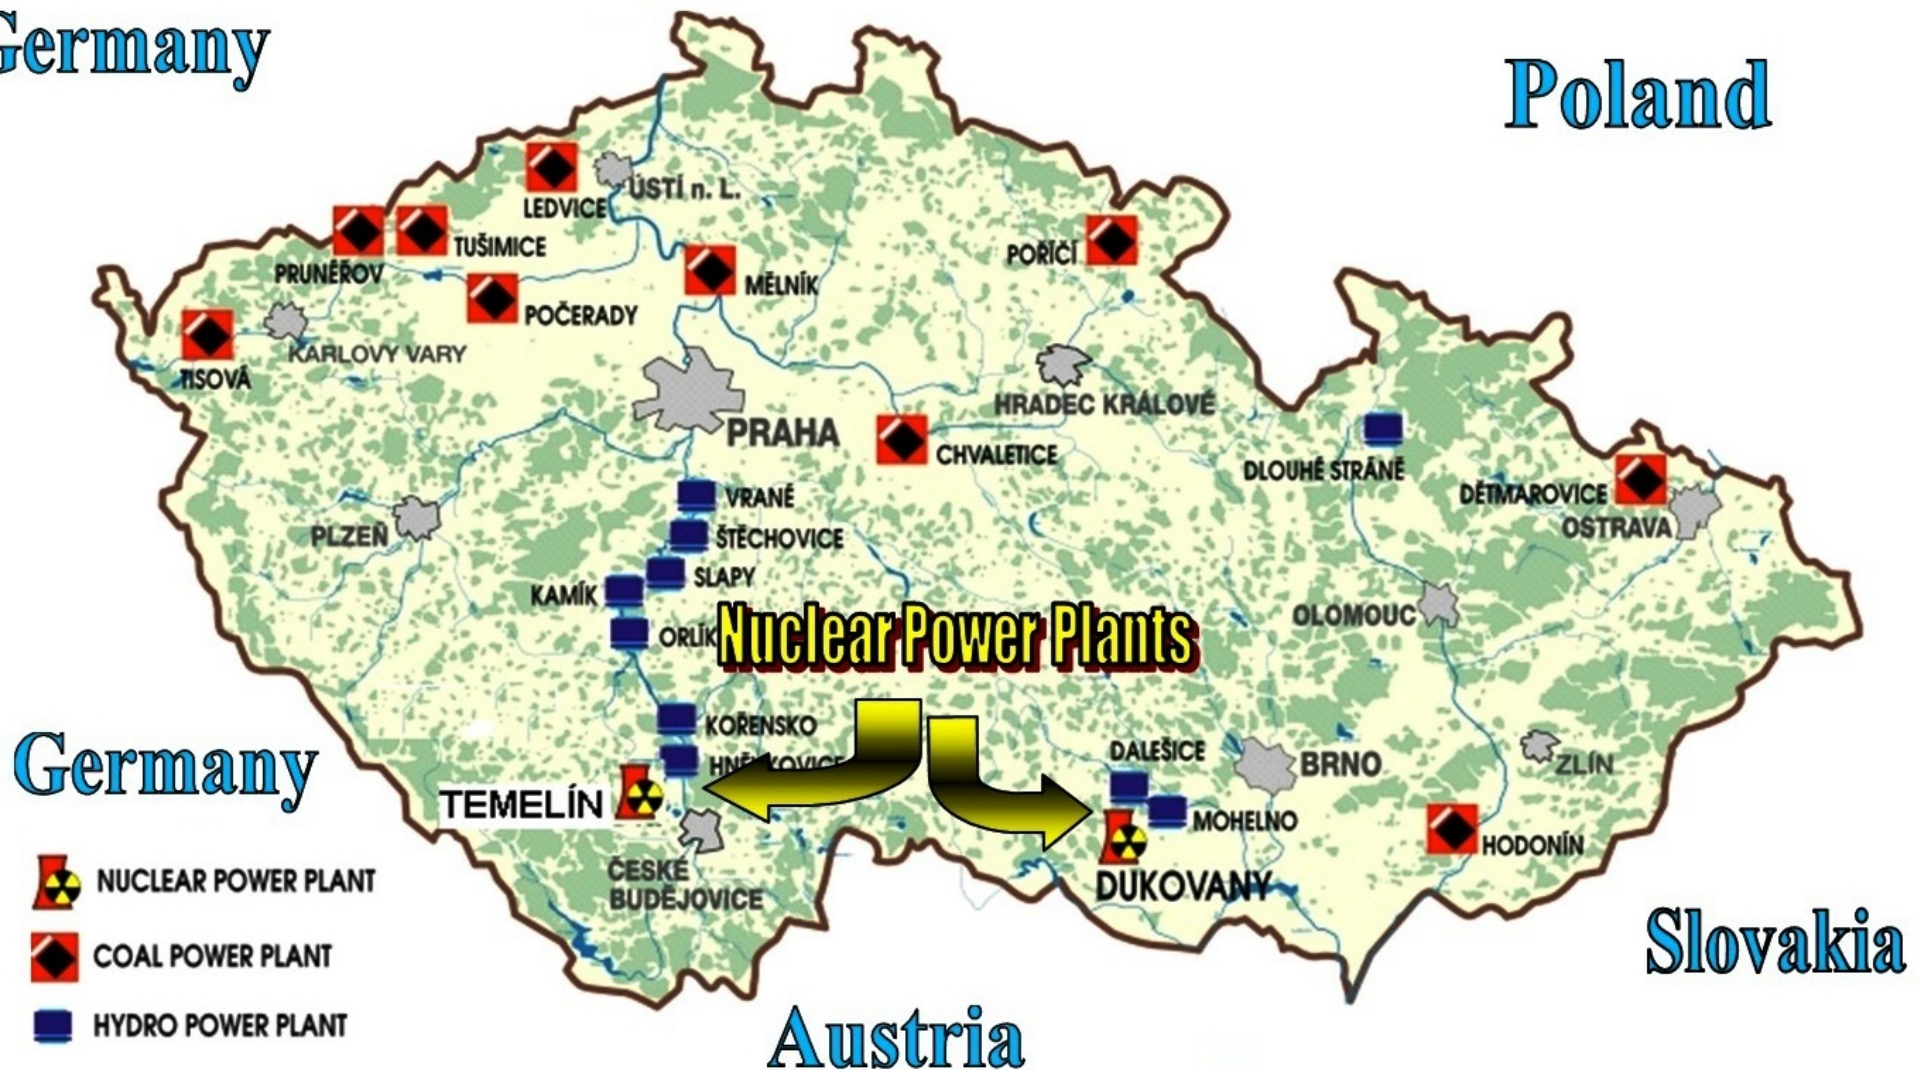 Germany
Poland
LEDVICE
ÚSTÍ n. L.
PRUNĚŘOV
TUŠIMICE
POŘÍČÍ
MĚLNÍK
POČERADY
KARLOVY VARY
TISOVÁ
HRADEC KRÁLOVÉ
PRAHA
CHVALETICE
DLOUHÉ STRÁNĚ
DĚTMAROVICE
OSTRAVA
VRANÉ
PLZEŇ
ŠTĚCHOVICE
SLAPY
KAMÍK
ORLÍK
Nuclear Power Plants
OLOMOUC
KOŘENSKO
DALEŠICE
BRNO
ZLÍN
Germany
TEMELÍN
MOHELNO
HODONÍN
ČESKÉ
BUDĚJOVICE
DUKOVANY
NUCLEAR POWER PLANT
COAL POWER PLANT
HYDRO POWER PLANT
Slovakia
Austria